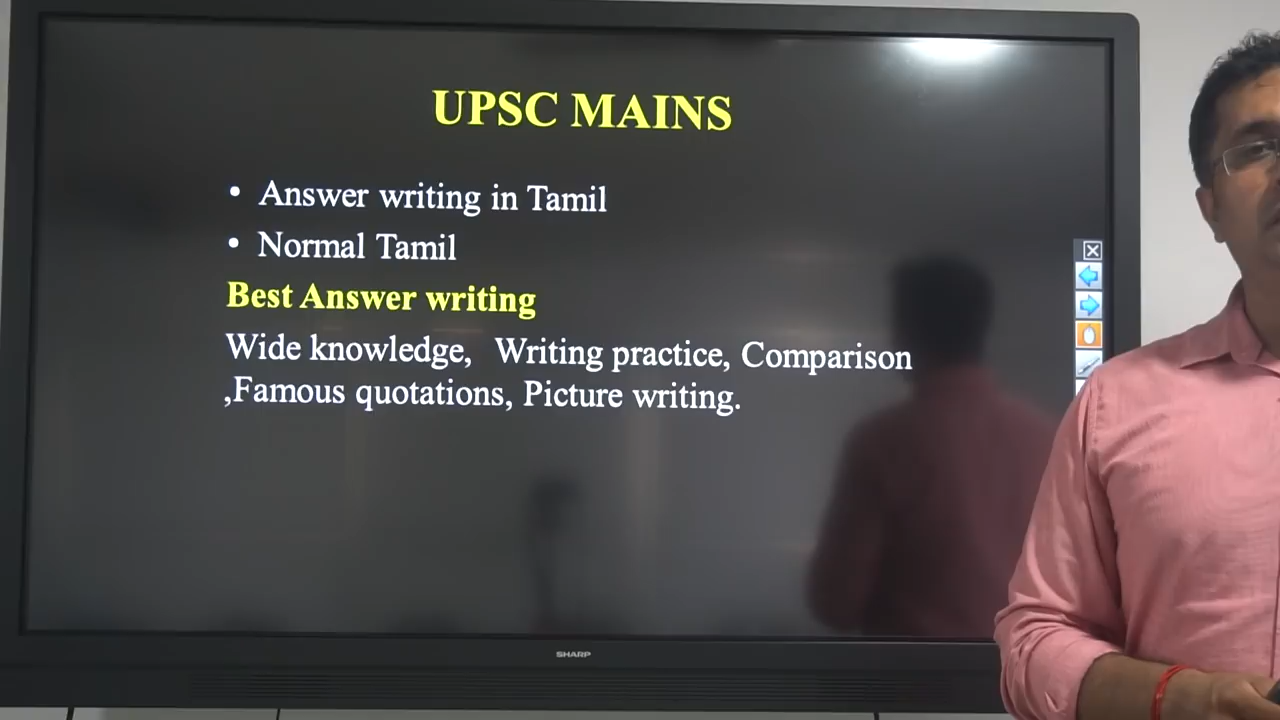 UPSC MAINS
• Answer writing in Tamil
• Normal Tamil
Best Answer writing
Wide knowledge, Writing practice, Comparison
,Famous quotations, Picture writing.
SHARP